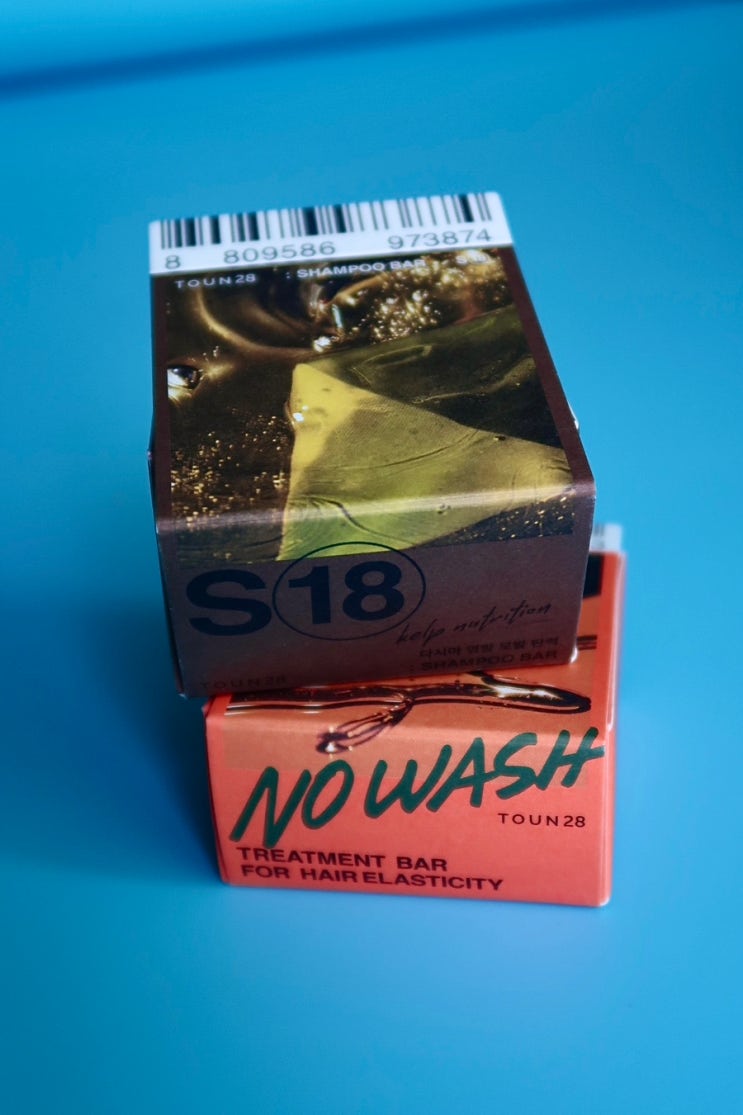 8 809586 973874
TOUN28 : SHAMPOO BAR S18
S18
kelp nutrition
다시마 영양 모발 탄력
: SHAMPOO BAR
TOUN28
NO WASH
TOUN28
TREATMENT BAR
FOR HAIR ELASTICITY